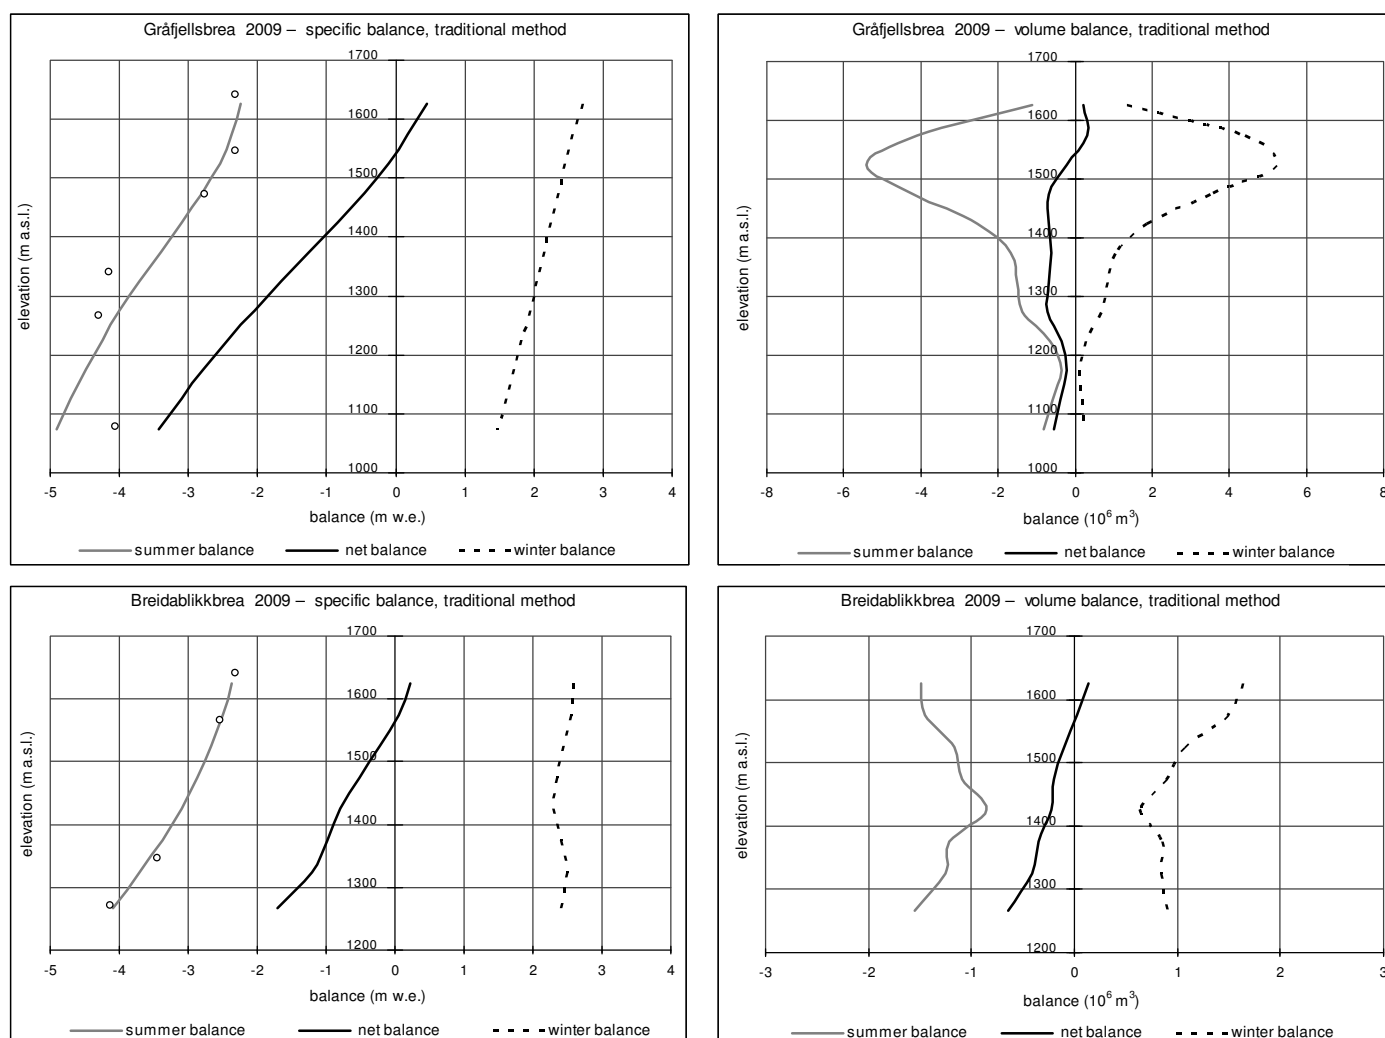 Gråfjellsbrea 2009 – specific balance, traditional method
1700
1600
1500
1400
1300
1200
1100
1000
elevation (m a.s.l.)
-5 -4 -3 -2 -1 0 1 2 3 4
balance (m w.e.)
summer balance net balance winter balance
Gråfjellsbrea 2009 – volume balance, traditional method
1700
1600
1500
1400
1300
1200
1100
1000
elevation (m a.s.l.)
-8 -6 -4 -2 0 2 4 6 8
balance (10⁶ m³)
summer balance net balance winter balance
Breidablikkbrea 2009 – specific balance, traditional method
1700
1600
1500
1400
1300
1200
elevation (m a.s.l.)
-5 -4 -3 -2 -1 0 1 2 3 4
balance (m w.e.)
summer balance net balance winter balance
Breidablikkbrea 2009 – volume balance, traditional method
1700
1600
1500
1400
1300
1200
elevation (m a.s.l.)
-3 -2 -1 0 1 2 3
balance (10⁶ m³)
summer balance net balance winter balance